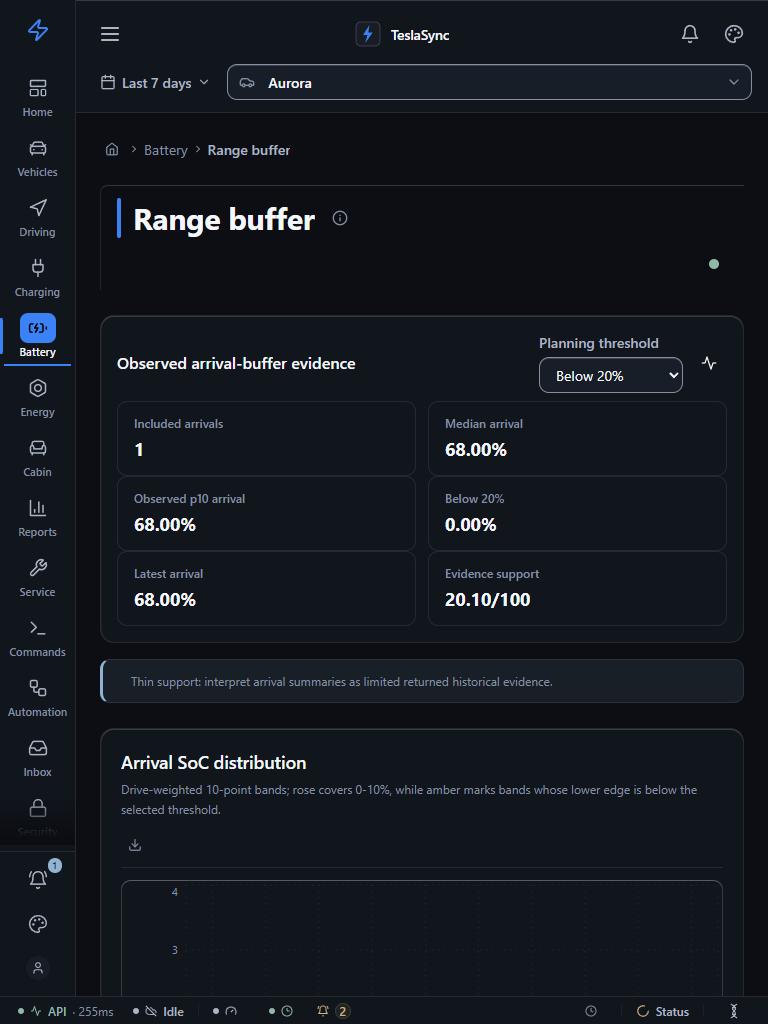 TeslaSync
Last 7 days
Aurora
Home
Vehicles
Driving
Charging
Battery
Energy
Cabin
Reports
Service
Commands
Automation
Inbox
Security
1
Battery
Range buffer
Range buffer
Observed arrival-buffer evidence
Planning threshold
Below 20%
Included arrivals
1
Median arrival
68.00%
Observed p10 arrival
68.00%
Below 20%
0.00%
Latest arrival
68.00%
Evidence support
20.10/100
Thin support: interpret arrival summaries as limited returned historical evidence.
Arrival SoC distribution
Drive-weighted 10-point bands; rose covers 0-10%, while amber marks bands whose lower edge is below the
selected threshold.
4
3
API · 255ms
Idle
2
Status